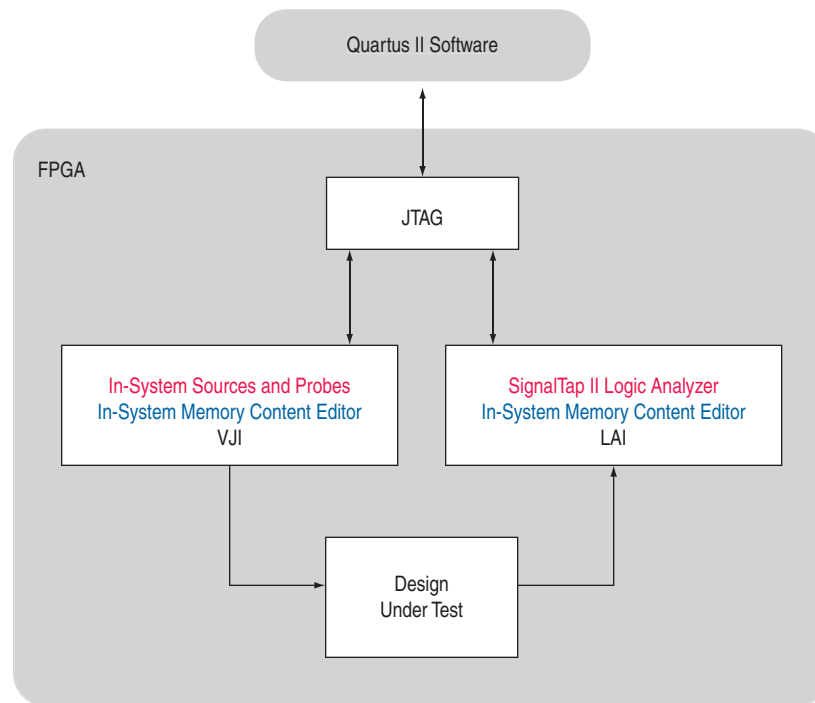 Quartus II Software
FPGA
JTAG
In-System Sources and Probes
In-System Memory Content Editor
VJI
SignalTap II Logic Analyzer
In-System Memory Content Editor
LAI
Design
Under Test